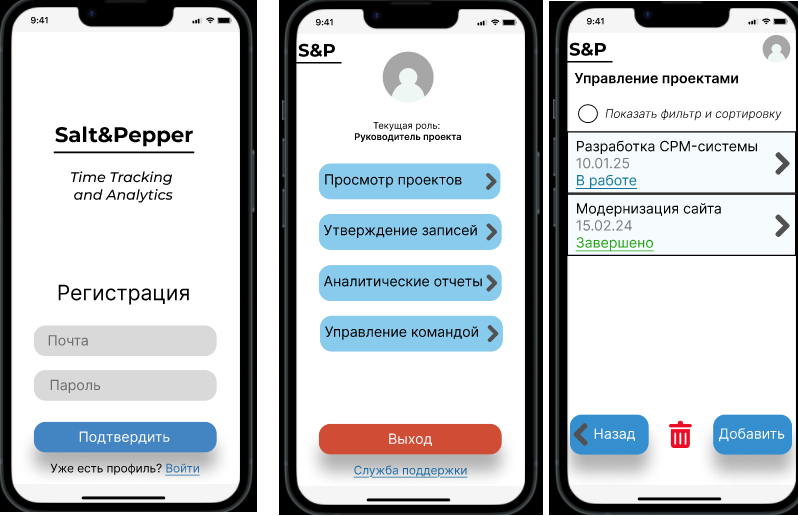 9:41
Salt&Pepper
Time Tracking
and Analytics
Регистрация
Почта
Пароль
Подтвердить
Уже есть профиль? Войти
9:41
S&P
Текущая роль:
Руководитель проекта
Просмотр проектов
Утверждение записей
Аналитические отчеты
Управление командой
Выход
Служба поддержки
9:41
S&P
Управление проектами
Показать фильтр и сортировку
Разработка СРМ-системы
10.01.25
В работе
Модернизация сайта
15.02.24
Завершено
Назад
Добавить